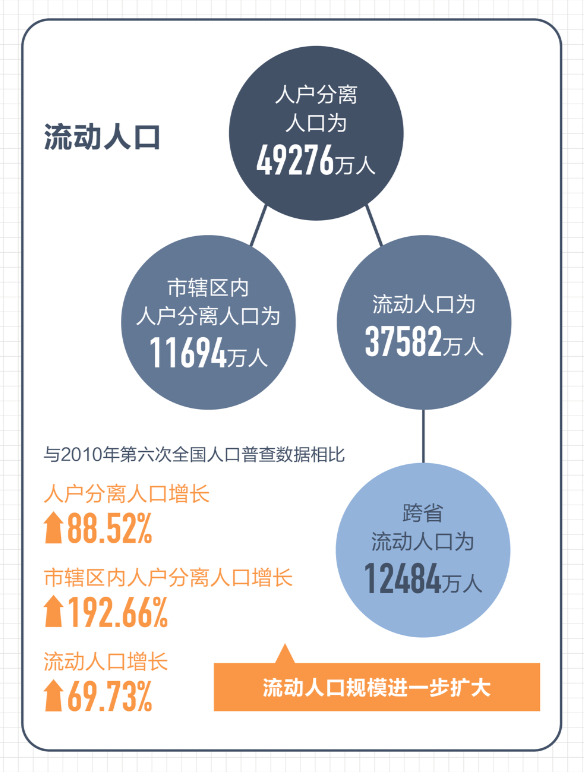 流动人口
人户分离
人口为
49276万人
市辖区内
人户分离人口为
11694万人
流动人口为
37582万人
跨省
流动人口为
12484万人
与2010年第六次全国人口普查数据相比
人户分离人口增长
88.52%
市辖区内人户分离人口增长
192.66%
流动人口增长
69.73%
流动人口规模进一步扩大